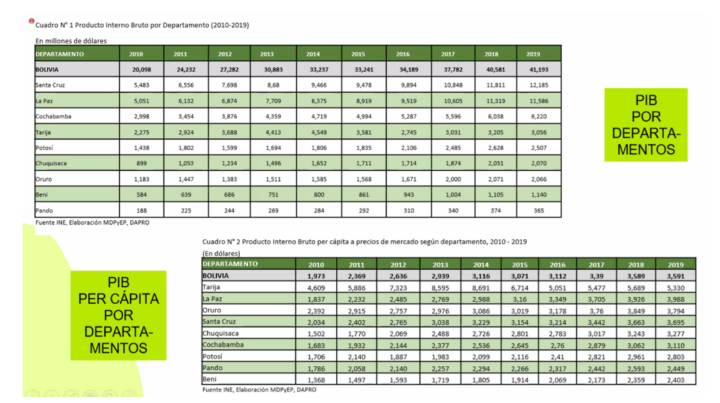 Cuadro N° 1 Producto Interno Bruto por Departamento (2010-2019)
En millones de dólares
DEPARTAMENTO 2010 2011 2012 2013 2014 2015 2016 2017 2018 2019
BOLIVIA 20,098 24,232 27,282 30,883 33,237 33,241 34,189 37,782 40,581 41,193
Santa Cruz 5,483 6,556 7,698 8,68 9,466 9,478 9,894 10,848 11,811 12,185
La Paz 5,051 6,132 6,874 7,709 8,375 8,919 9,519 10,605 11,319 11,586
Cochabamba 2,998 3,454 3,876 4,359 4,719 4,994 5,287 5,596 6,038 6,220
Tarija 2,275 2,924 3,688 4,413 4,549 3,581 2,745 3,031 3,205 3,056
Potosí 1,438 1,802 1,599 1,694 1,806 1,835 2,106 2,485 2,628 2,507
Chuquisaca 899 1,053 1,234 1,496 1,652 1,711 1,714 1,874 2,031 2,070
Oruro 1,183 1,447 1,383 1,511 1,585 1,568 1,671 2,000 2,071 2,066
Beni 584 639 686 751 800 861 943 1,004 1,105 1,140
Pando 188 225 244 269 284 292 310 340 374 365
Fuente INE, Elaboración MDPyEP, DAPRO
PIB
POR
DEPARTA-
MENTOS
Cuadro N° 2 Producto Interno Bruto per cápita a precios de mercado según departamento, 2010 - 2019
(En dólares)
DEPARTAMENTO 2010 2011 2012 2013 2014 2015 2016 2017 2018 2019
BOLIVIA 1,973 2,369 2,636 2,939 3,116 3,071 3,112 3,39 3,589 3,591
Tarija 4,609 5,886 7,323 8,595 8,691 6,714 5,051 5,477 5,689 5,330
La Paz 1,837 2,232 2,485 2,769 2,988 3,16 3,349 3,705 3,926 3,988
Oruro 2,392 2,915 2,757 2,976 3,086 3,019 3,178 3,76 3,849 3,794
Santa Cruz 2,034 2,402 2,765 3,038 3,229 3,154 3,214 3,442 3,663 3,695
Chuquisaca 1,502 1,770 2,069 2,488 2,726 2,801 2,783 3,017 3,243 3,277
Cochabamba 1,683 1,932 2,144 2,377 2,536 2,645 2,76 2,879 3,062 3,110
Potosí 1,706 2,140 1,887 1,983 2,099 2,116 2,41 2,821 2,961 2,803
Pando 1,786 2,058 2,140 2,257 2,294 2,266 2,317 2,442 2,593 2,449
Beni 1,368 1,497 1,593 1,719 1,805 1,914 2,069 2,173 2,359 2,403
Fuente INE, Elaboración MDPyEP, DAPRO
PIB
PER CÁPITA
POR
DEPARTA-
MENTOS